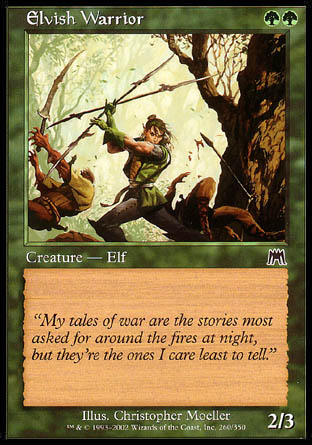 Elvish Warrior
Creature — Elf
“My tales of war are the stories most
asked for around the fires at night,
but they’re the ones I care least to tell.”
Illus. Christopher Moeller
™ & © 1993–2002 Wizards of the Coast, Inc. 260/350
2/3